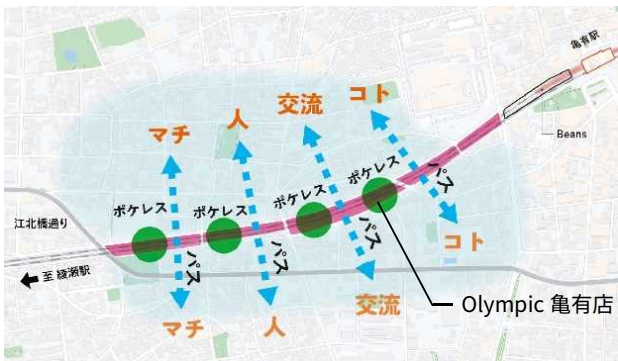 亀有駅
Beans
コト
交流
人
マチ
ポケレス
ポケレス
ポケレス
ポケレス
パス
パス
パス
パス
江北橋通り
至 綾瀬駅
コト
交流
人
マチ
Olympic 亀有店